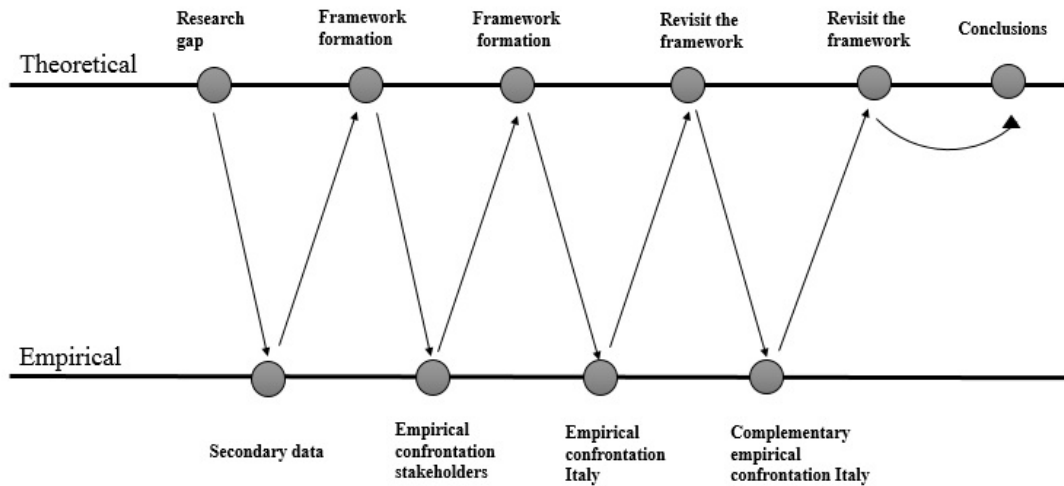 Research
gap
Framework
formation
Framework
formation
Revisit the
framework
Revisit the
framework
Conclusions
Theoretical
Empirical
Secondary data
Empirical
confrontation
stakeholders
Empirical
confrontation
Italy
Complementary
empirical
confrontation Italy